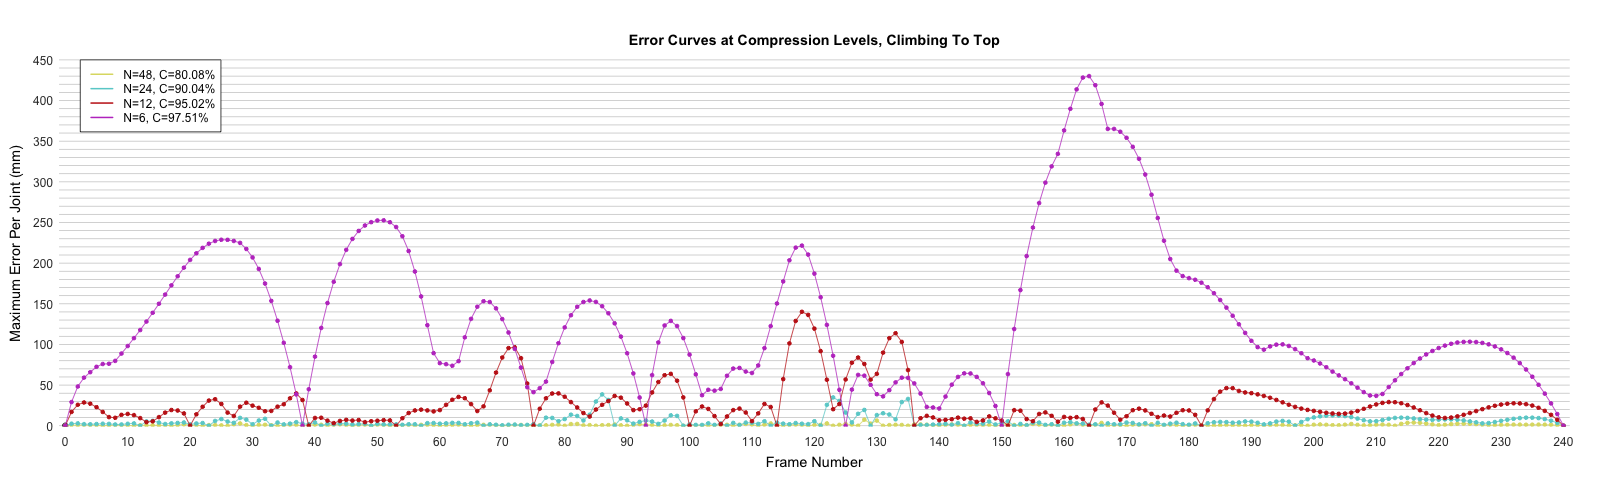 Error Curves at Compression Levels, Climbing To Top
450
400
350
300
250
200
150
100
50
0
Maximum Error Per Joint (mm)
N=48, C=80.08%
N=24, C=90.04%
N=12, C=95.02%
N=6, C=97.51%
0 10 20 30 40 50 60 70 80 90 100 110 120 130 140 150 160 170 180 190 200 210 220 230 240
Frame Number